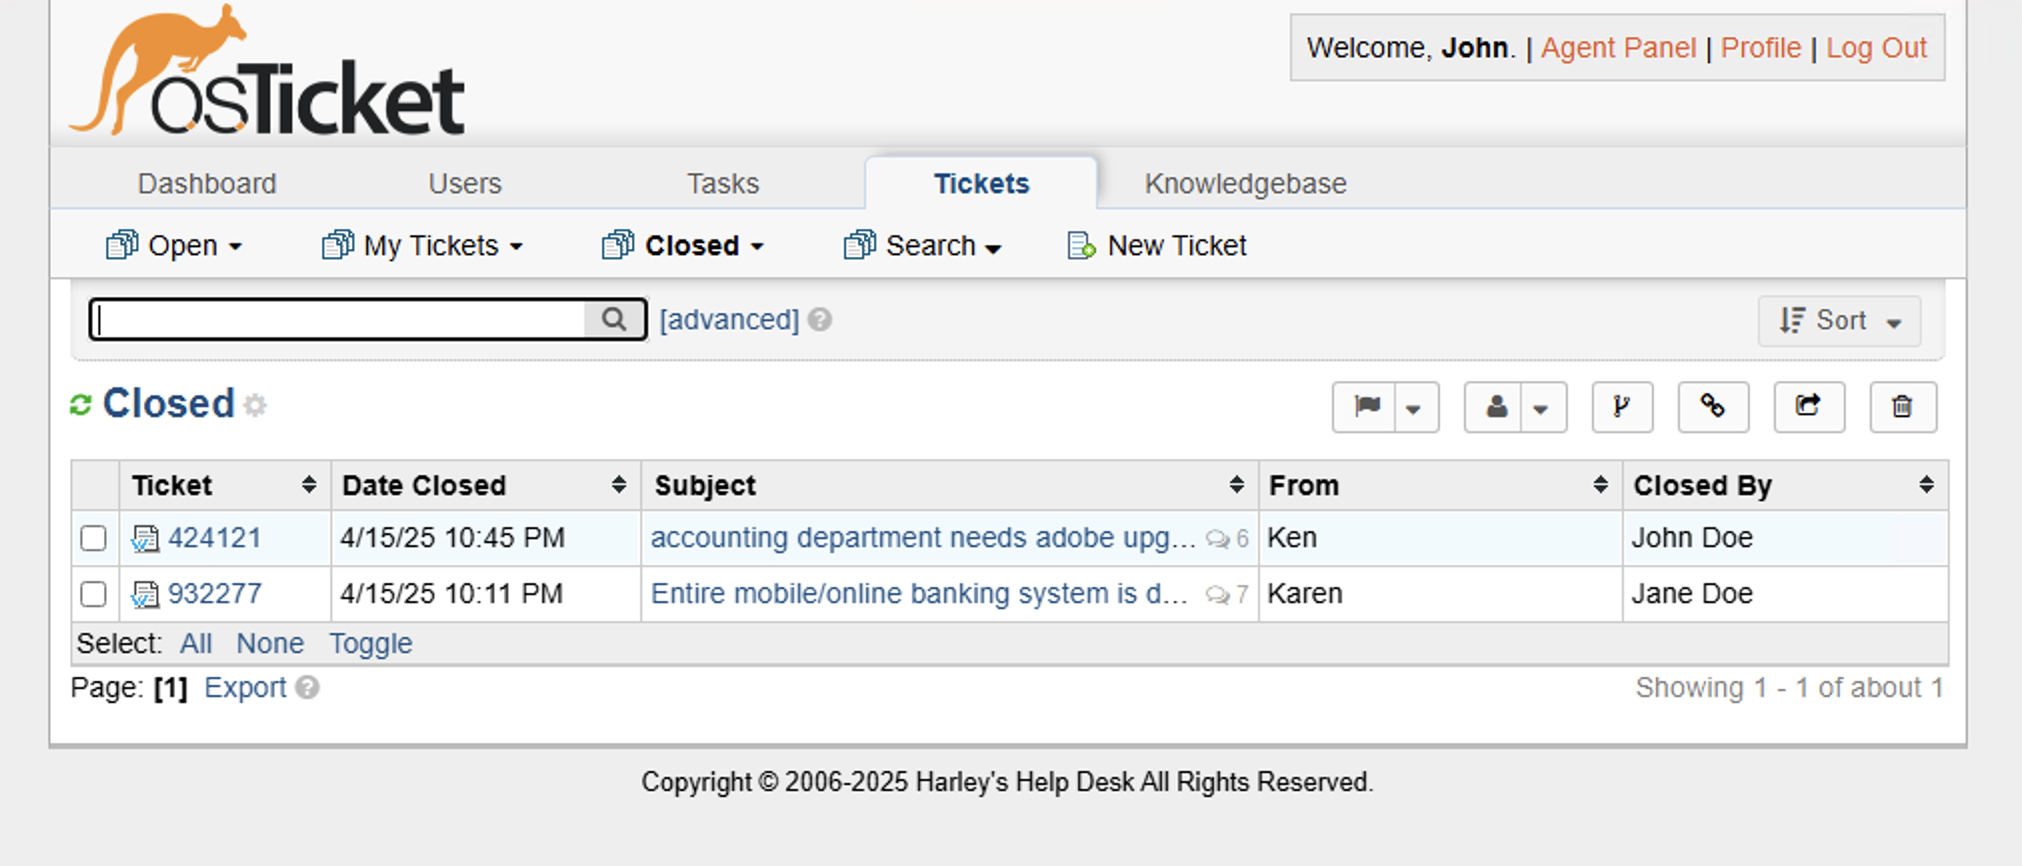 osTicket
Welcome, John. | Agent Panel | Profile | Log Out
Dashboard Users Tasks Tickets Knowledgebase
Open My Tickets Closed Search New Ticket
[advanced] ? Sort
Closed
Ticket Date Closed Subject From Closed By
424121 4/15/25 10:45 PM accounting department needs adobe upg... 6 Ken John Doe
932277 4/15/25 10:11 PM Entire mobile/online banking system is d... 7 Karen Jane Doe
Select: All None Toggle
Page: [1] Export ? Showing 1 - 1 of about 1
Copyright © 2006-2025 Harley's Help Desk All Rights Reserved.